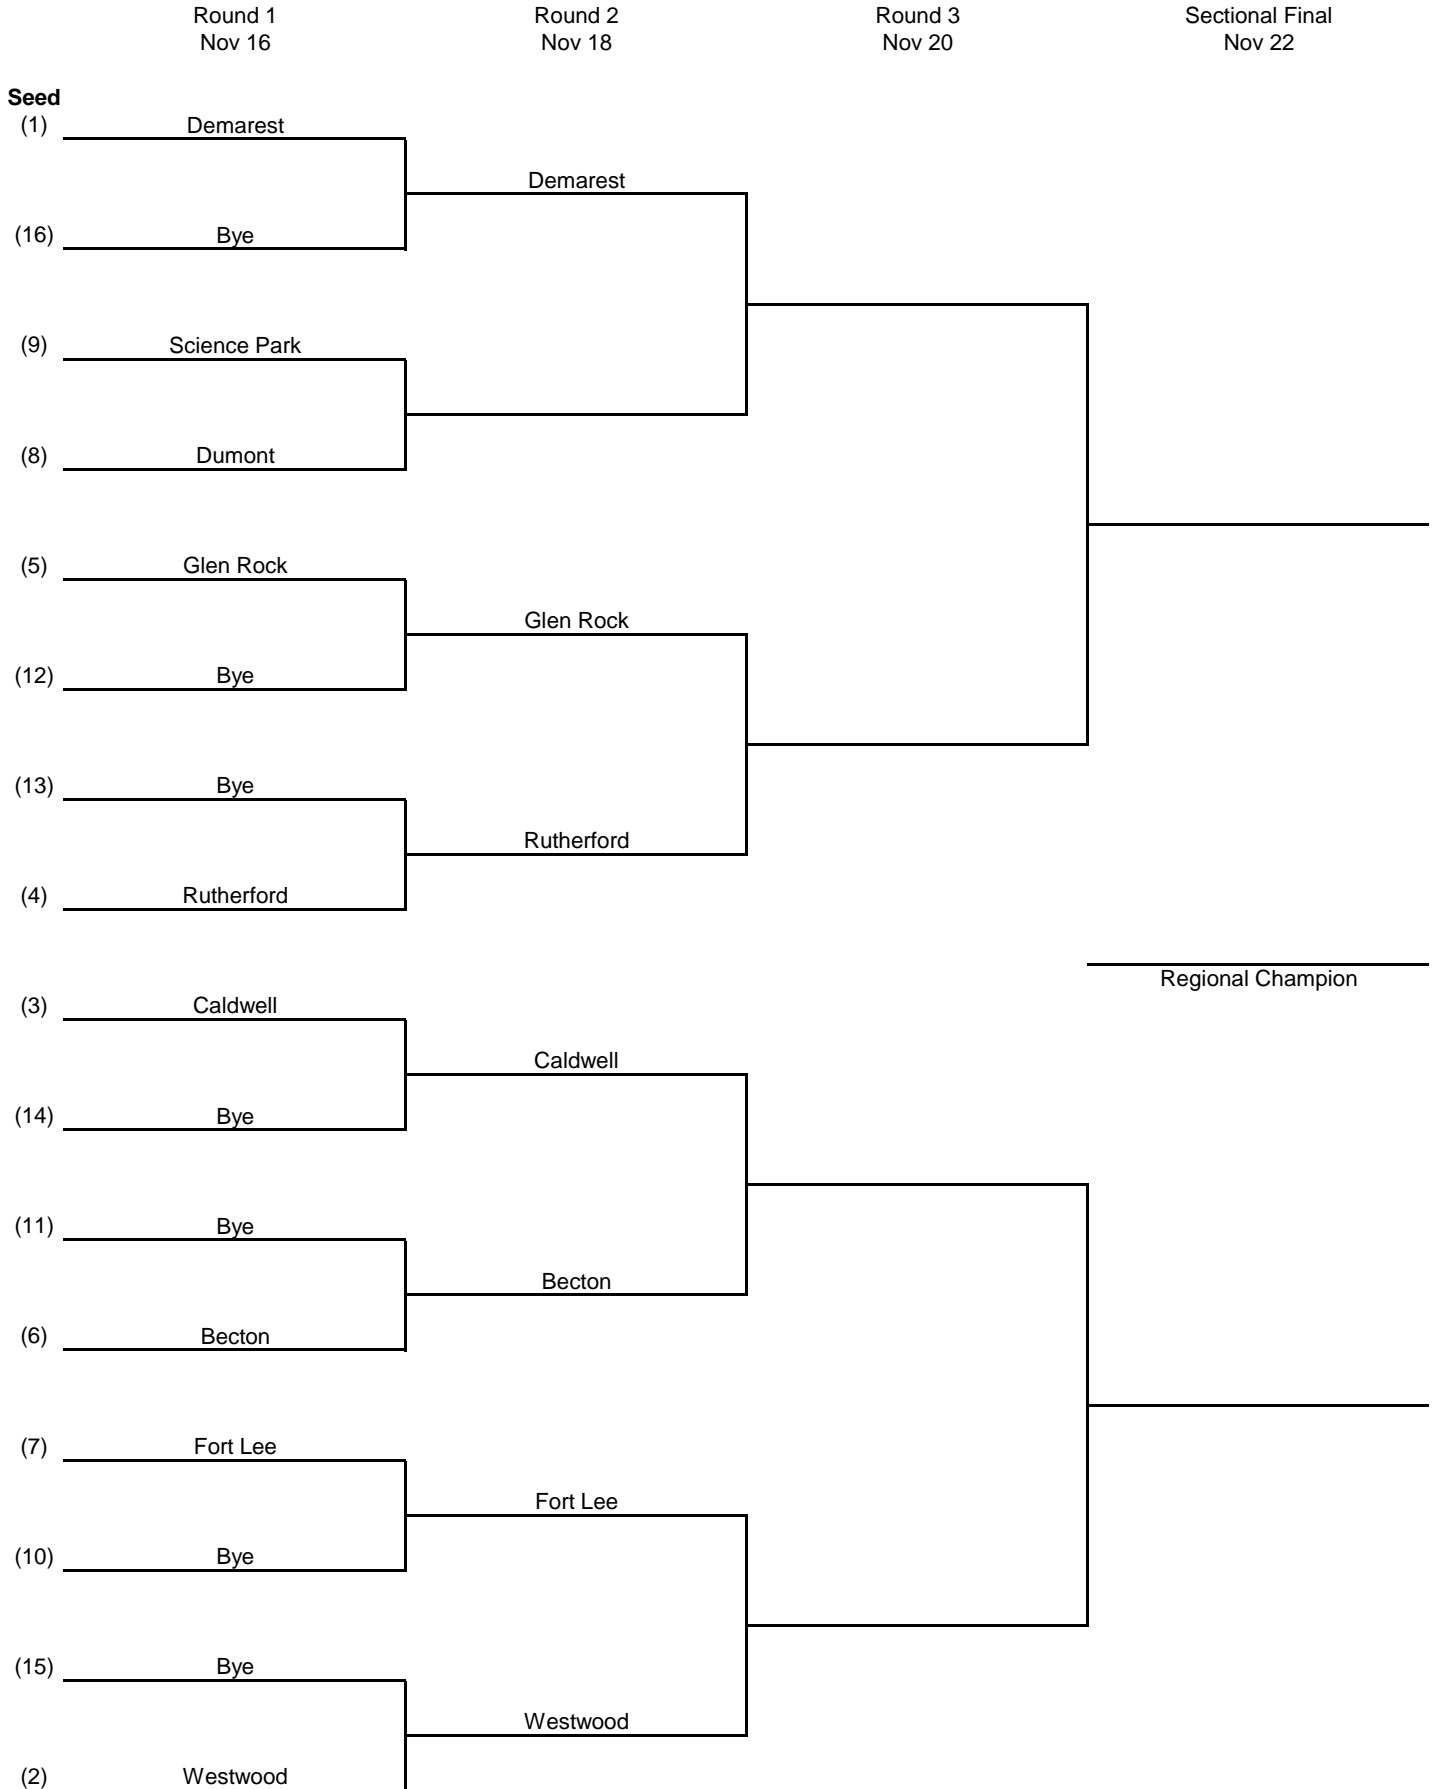 Round 1 Round 2 Round 3 Sectional Final
Nov 16 Nov 18 Nov 20 Nov 22
Seed
(1) Demarest
Demarest
(16) Bye
(9) Science Park
(8) Dumont
(5) Glen Rock
Glen Rock
(12) Bye
(13) Bye
Rutherford
(4) Rutherford
Regional Champion
(3) Caldwell
Caldwell
(14) Bye
(11) Bye
Becton
(6) Becton
(7) Fort Lee
Fort Lee
(10) Bye
(15) Bye
Westwood
(2) Westwood